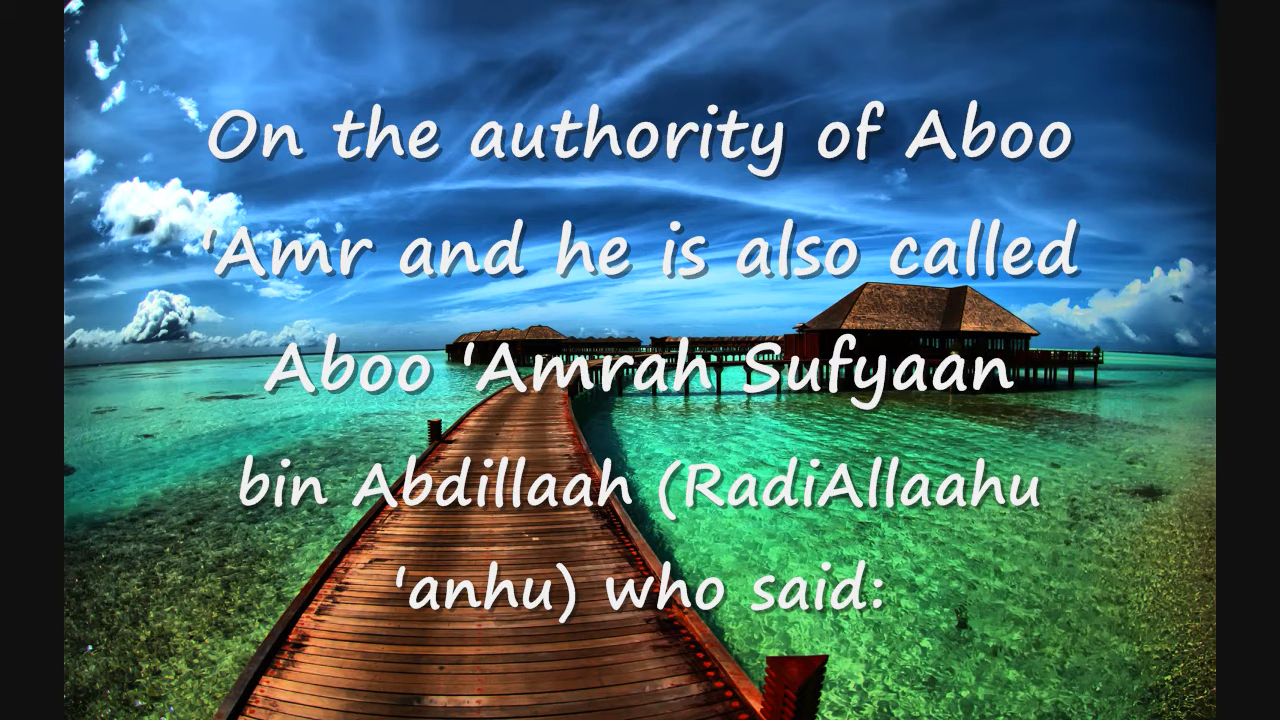 On the authority of Aboo
'Amr and he is also called
Aboo 'Amrah Sufyaan
bin Abdillaah (RadiAllaahu
'anhu) who said: